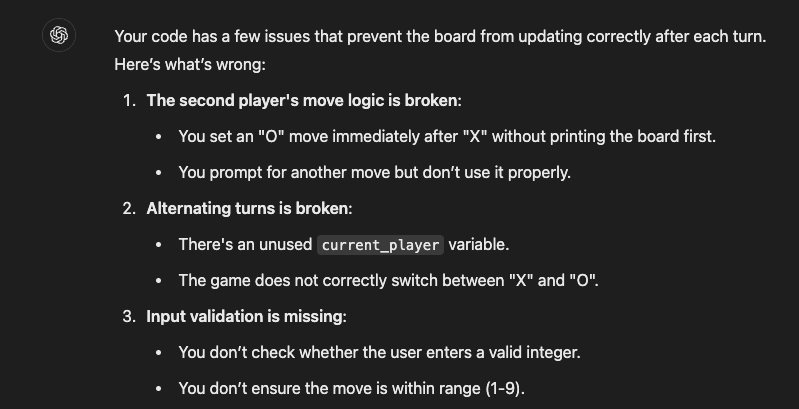 Your code has a few issues that prevent the board from updating correctly after each turn.
Here’s what’s wrong:
1. The second player's move logic is broken:
• You set an "O" move immediately after "X" without printing the board first.
• You prompt for another move but don’t use it properly.
2. Alternating turns is broken:
• There's an unused current_player variable.
• The game does not correctly switch between "X" and "O".
3. Input validation is missing:
• You don’t check whether the user enters a valid integer.
• You don’t ensure the move is within range (1-9).